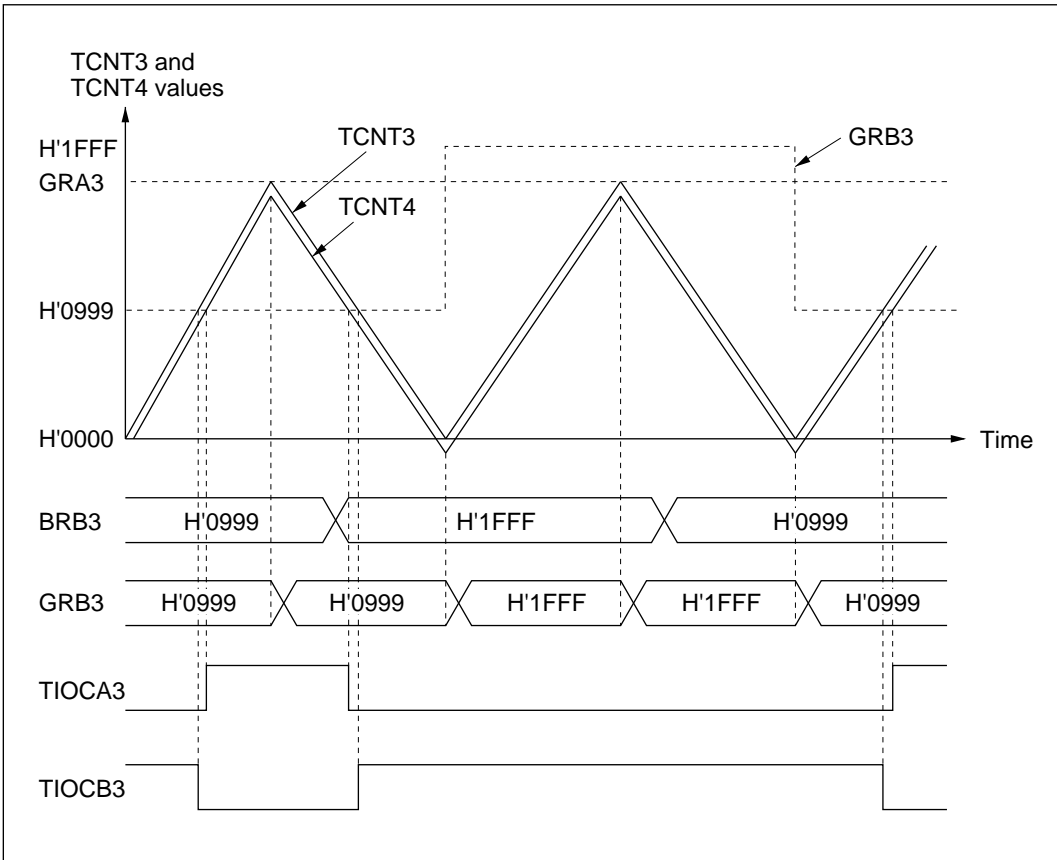 TCNT3 and
TCNT4 values
H'1FFF
TCNT3
GRB3
GRA3
TCNT4
H'0999
H'0000
Time
BRB3
H'0999
H'1FFF
H'0999
GRB3
H'0999
H'0999
H'1FFF
H'1FFF
H'0999
TIOCA3
TIOCB3